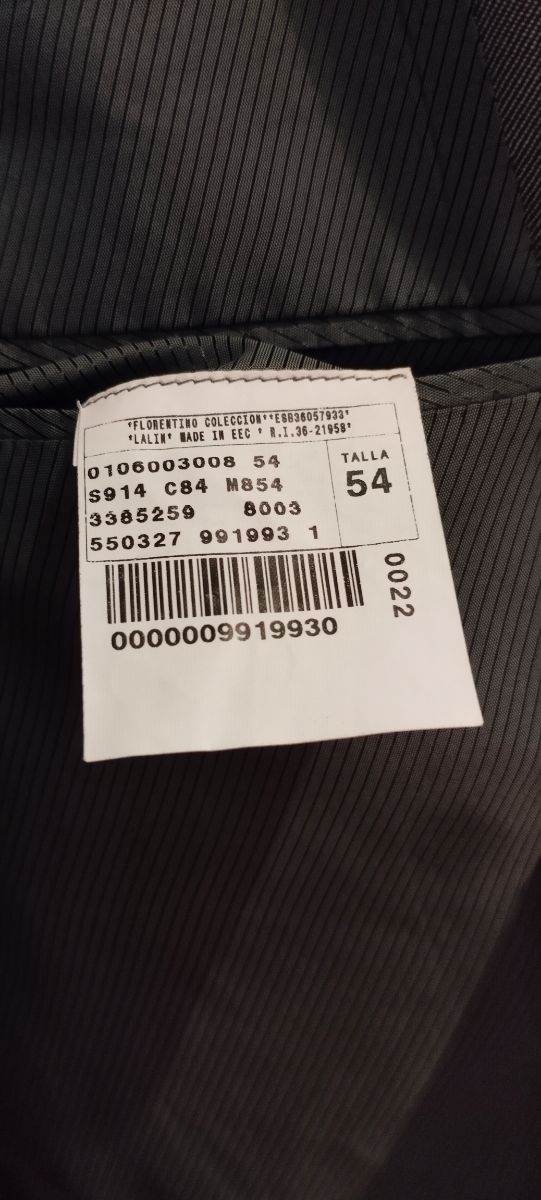 *FLORENTINO COLECCION**ESB36057933*
*LALIN* MADE IN EEC * R.I.36-21958*
0106003008 54
S914 C84 M854
3385259 8003
550327 991993 1
TALLA
54
0000009919930
0022